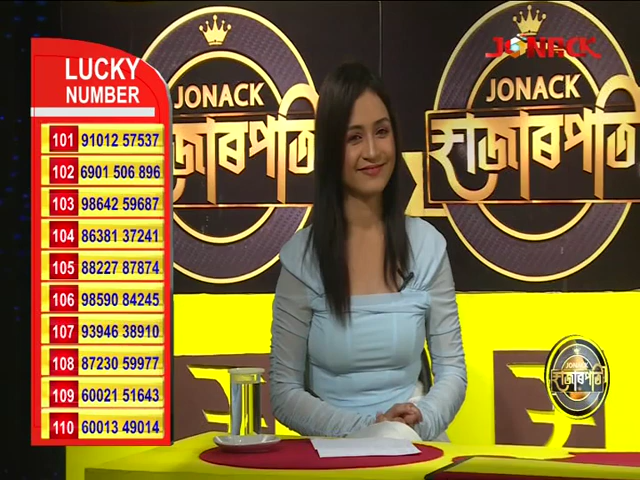 LUCKY
NUMBER
101 91012 57537
102 6901 506 896
103 98642 59687
104 86381 37241
105 88227 87874
106 98590 84245
107 93946 38910
108 87230 59977
109 60021 51643
110 60013 49014
JONACK
হাজাৰপতি
JONACK
JONACK
হাজাৰপতি
JONACK
হাজাৰপতি